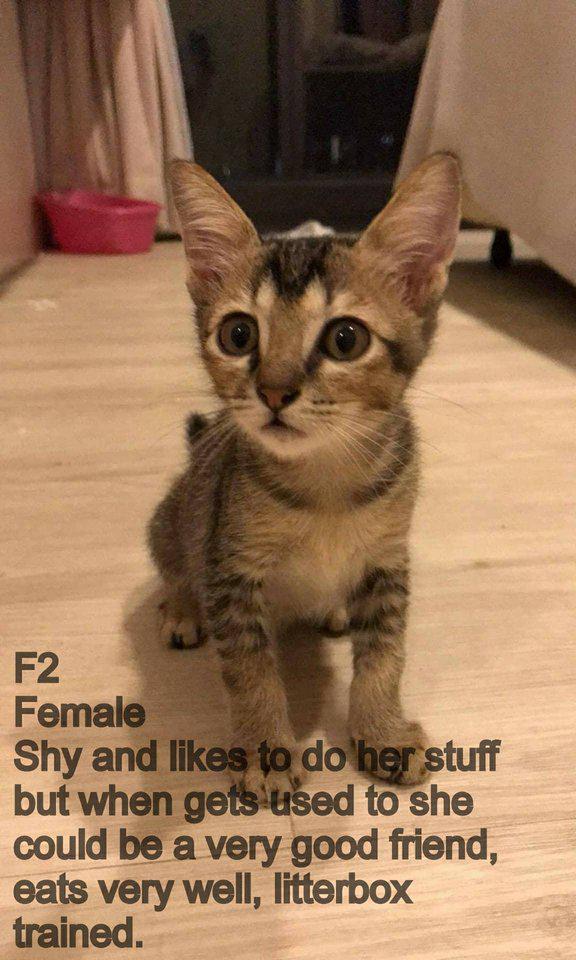 F2
Female
Shy and likes to do her stuff
but when gets used to she
could be a very good friend,
eats very well, litterbox
trained.